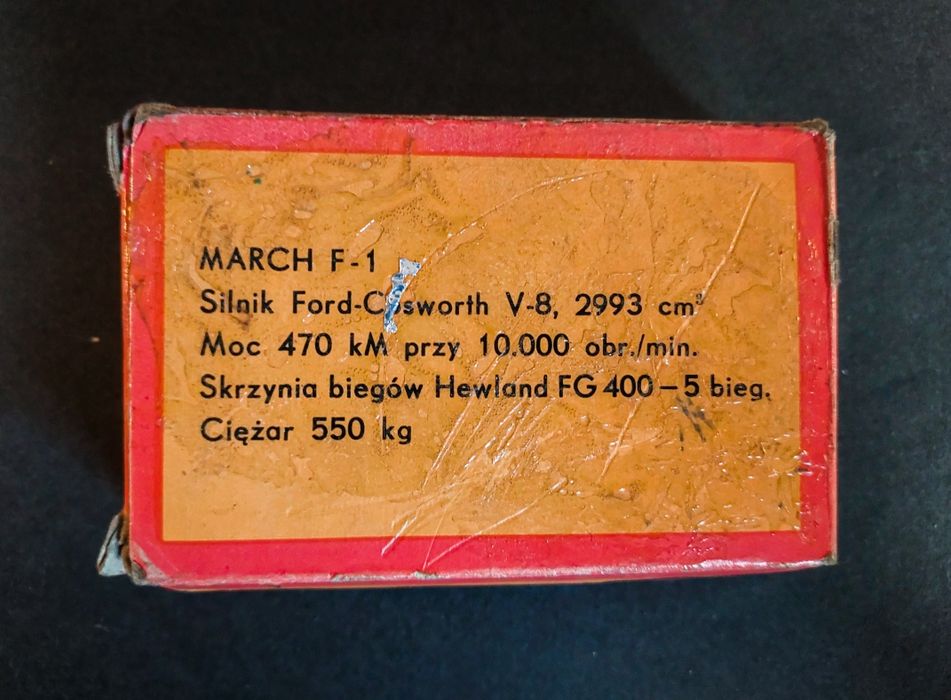 MARCH F-1
Silnik Ford-Cosworth V-8, 2993 cm³
Moc 470 kM przy 10.000 obr./min.
Skrzynia biegów Hewland FG 400 – 5 bieg.
Ciężar 550 kg